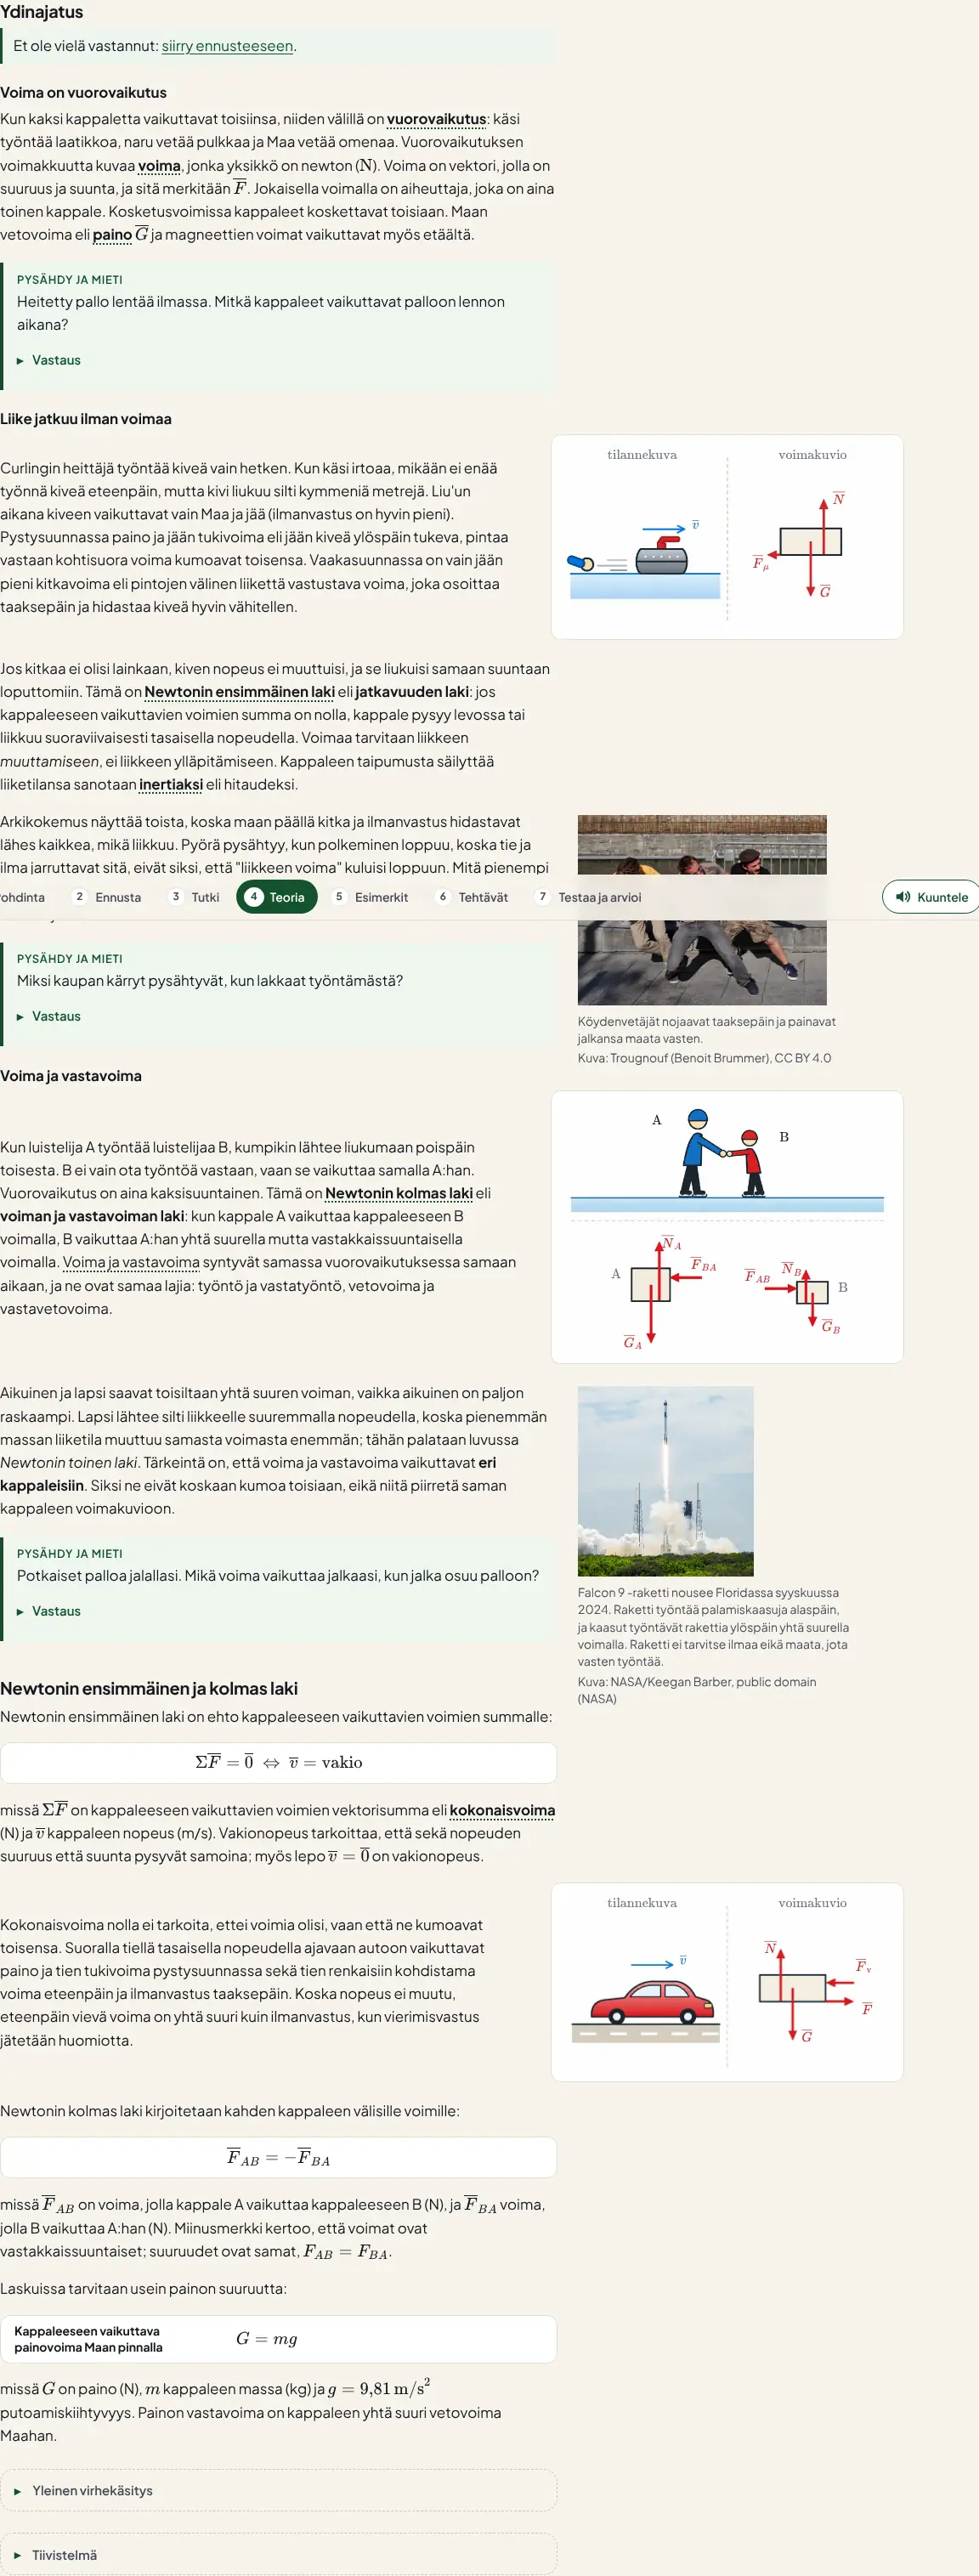 Ydinajatus
Et ole vielä vastannut: siirry ennusteeseen.
Voima on vuorovaikutus
Kun kaksi kappaletta vaikuttavat toisiinsa, niiden välillä on vuorovaikutus: käsi
työntää laatikkoa, naru vetää pulkkaa ja Maa vetää omenaa. Vuorovaikutuksen
voimakkuutta kuvaa voima, jonka yksikkö on newton (N). Voima on vektori, jolla on
suuruus ja suunta, ja sitä merkitään F̅. Jokaisella voimalla on aiheuttaja, joka on aina
toinen kappale. Kosketusvoimissa kappaleet koskettavat toisiaan. Maan
vetovoima eli paino G̅ ja magneettien voimat vaikuttavat myös etäältä.
PYSÄHDY JA MIETI
Heitetty pallo lentää ilmassa. Mitkä kappaleet vaikuttavat palloon lennon
aikana?
▸ Vastaus
Liike jatkuu ilman voimaa
Curlingin heittäjä työntää kiveä vain hetken. Kun käsi irtoaa, mikään ei enää
työnnä kiveä eteenpäin, mutta kivi liukuu silti kymmeniä metrejä. Liu'un
aikana kiveen vaikuttavat vain Maa ja jää (ilmanvastus on hyvin pieni).
Pystysuunnassa paino ja jään tukivoima eli jään kiveä ylöspäin tukeva, pintaa
vastaan kohtisuora voima kumoavat toisensa. Vaakasuunnassa on vain jään
pieni kitkavoima eli pintojen välinen liikettä vastustava voima, joka osoittaa
taaksepäin ja hidastaa kiveä hyvin vähitellen.
tilannekuva
voimakuvio
v̅
N̅
F̅μ
G̅
Jos kitkaa ei olisi lainkaan, kiven nopeus ei muuttuisi, ja se liukuisi samaan suuntaan
loputtomiin. Tämä on Newtonin ensimmäinen laki eli jatkavuuden laki: jos
kappaleeseen vaikuttavien voimien summa on nolla, kappale pysyy levossa tai
liikkuu suoraviivaisesti tasaisella nopeudella. Voimaa tarvitaan liikkeen
muuttamiseen, ei liikkeen ylläpitämiseen. Kappaleen taipumusta säilyttää
liiketilansa sanotaan inertiaksi eli hitaudeksi.
Arkikokemus näyttää toista, koska maan päällä kitka ja ilmanvastus hidastavat
lähes kaikkea, mikä liikkuu. Pyörä pysähtyy, kun polkeminen loppuu, koska tie ja
ilma jarruttavat sitä, eivät siksi, että "liikkeen voima" kuluisi loppuun. Mitä pienempi
ohdinta
2 Ennusta
3 Tutki
4 Teoria
5 Esimerkit
6 Tehtävät
7 Testaa ja arvioi
Kuuntele
PYSÄHDY JA MIETI
Miksi kaupan kärryt pysähtyvät, kun lakkaat työntämästä?
▸ Vastaus
Köydenvetäjät nojaavat taaksepäin ja painavat
jalkansa maata vasten.
Kuva: Trougnouf (Benoit Brummer), CC BY 4.0
Voima ja vastavoima
Kun luistelija A työntää luistelijaa B, kumpikin lähtee liukumaan poispäin
toisesta. B ei vain ota työntöä vastaan, vaan se vaikuttaa samalla A:han.
Vuorovaikutus on aina kaksisuuntainen. Tämä on Newtonin kolmas laki eli
voiman ja vastavoiman laki: kun kappale A vaikuttaa kappaleeseen B
voimalla, B vaikuttaa A:han yhtä suurella mutta vastakkaissuuntaisella
voimalla. Voima ja vastavoima syntyvät samassa vuorovaikutuksessa samaan
aikaan, ja ne ovat samaa lajia: työntö ja vastatyöntö, vetovoima ja
vastavetovoima.
A
B
N̅A
A
F̅BA
G̅A
F̅AB
N̅B
B
G̅B
Aikuinen ja lapsi saavat toisiltaan yhtä suuren voiman, vaikka aikuinen on paljon
raskaampi. Lapsi lähtee silti liikkeelle suuremmalla nopeudella, koska pienemmän
massan liiketila muuttuu samasta voimasta enemmän; tähän palataan luvussa
Newtonin toinen laki. Tärkeintä on, että voima ja vastavoima vaikuttavat eri
kappaleisiin. Siksi ne eivät koskaan kumoa toisiaan, eikä niitä piirretä saman
kappaleen voimakuvioon.
PYSÄHDY JA MIETI
Potkaiset palloa jalallasi. Mikä voima vaikuttaa jalkaasi, kun jalka osuu palloon?
▸ Vastaus
Falcon 9 -raketti nousee Floridassa syyskuussa
2024. Raketti työntää palamiskaasuja alaspäin,
ja kaasut työntävät rakettia ylöspäin yhtä suurella
voimalla. Raketti ei tarvitse ilmaa eikä maata, jota
vasten työntää.
Kuva: NASA/Keegan Barber, public domain
(NASA)
Newtonin ensimmäinen ja kolmas laki
Newtonin ensimmäinen laki on ehto kappaleeseen vaikuttavien voimien summalle:
ΣF̅ = 0̅ ⇔ v̅ = vakio
missä ΣF̅ on kappaleeseen vaikuttavien voimien vektorisumma eli kokonaisvoima
(N) ja v̅ kappaleen nopeus (m/s). Vakionopeus tarkoittaa, että sekä nopeuden
suuruus että suunta pysyvät samoina; myös lepo v̅ = 0̅ on vakionopeus.
Kokonaisvoima nolla ei tarkoita, ettei voimia olisi, vaan että ne kumoavat
toisensa. Suoralla tiellä tasaisella nopeudella ajavaan autoon vaikuttavat
paino ja tien tukivoima pystysuunnassa sekä tien renkaisiin kohdistama
voima eteenpäin ja ilmanvastus taaksepäin. Koska nopeus ei muutu,
eteenpäin vievä voima on yhtä suuri kuin ilmanvastus, kun vierimisvastus
jätetään huomiotta.
tilannekuva
voimakuvio
v̅
N̅
F̅v
F̅
G̅
Newtonin kolmas laki kirjoitetaan kahden kappaleen välisille voimille:
F̅AB = −F̅BA
missä F̅AB on voima, jolla kappale A vaikuttaa kappaleeseen B (N), ja F̅BA voima,
jolla B vaikuttaa A:han (N). Miinusmerkki kertoo, että voimat ovat
vastakkaissuuntaiset; suuruudet ovat samat, FAB = FBA.
Laskuissa tarvitaan usein painon suuruutta:
Kappaleeseen vaikuttava
painovoima Maan pinnalla
G = mg
missä G on paino (N), m kappaleen massa (kg) ja g = 9,81 m/s²
putoamiskiihtyvyys. Painon vastavoima on kappaleen yhtä suuri vetovoima
Maahan.
▸ Yleinen virhekäsitys
▸ Tiivistelmä